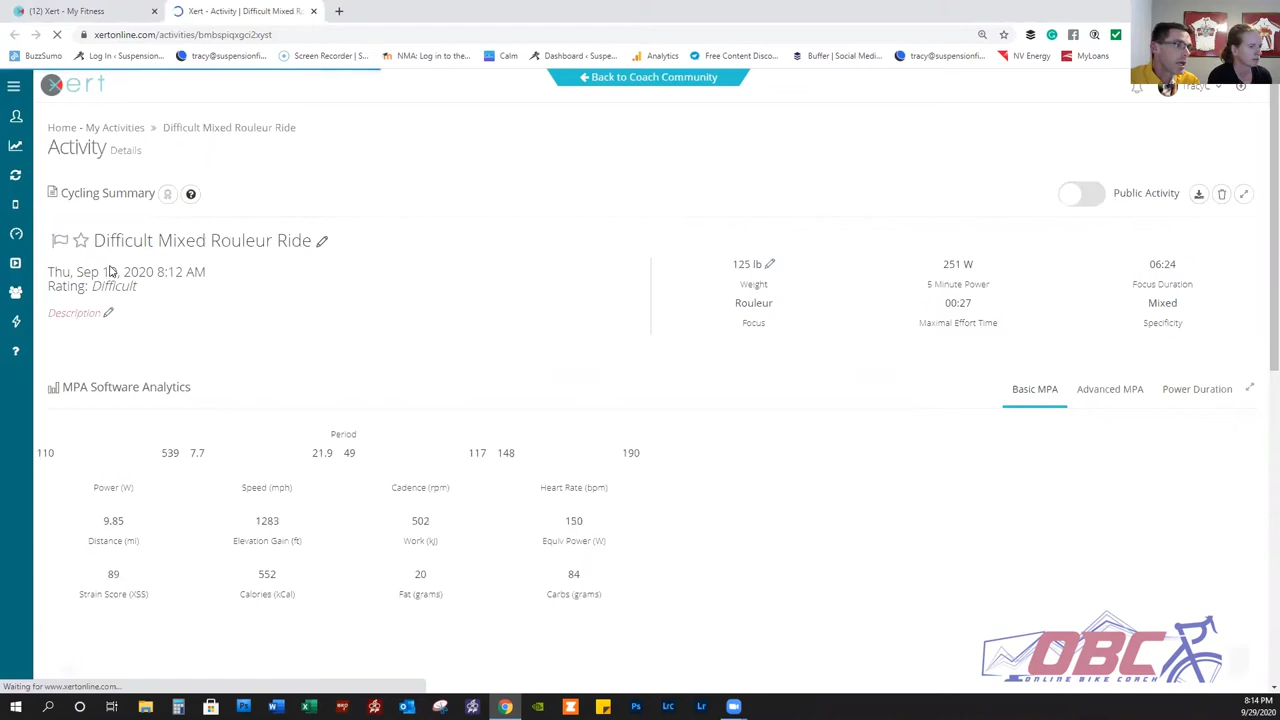 (12) Xert - My Fitness
Xert - Activity | Difficult Mixed R
xertonline.com/activities/bmbspiqxgci2xyst
BuzzSumo
Log In ‹ Suspension...
tracy@suspensionfi...
Screen Recorder | S...
NMA: Log in to the...
Calm
Dashboard ‹ Suspe...
Analytics
Free Content Discov...
Buffer | Social Medi...
tracy@suspensionfi...
NV Energy
MyLoans
xert
Back to Coach Community
TracyC
Home - My Activities » Difficult Mixed Rouleur Ride
Activity Details
Cycling Summary
Public Activity
Difficult Mixed Rouleur Ride
Thu, Sep 1 , 2020 8:12 AM
Rating: Difficult
Description
125 lb
Weight
251 W
5 Minute Power
06:24
Focus Duration
Rouleur
Focus
00:27
Maximal Effort Time
Mixed
Specificity
MPA Software Analytics
Basic MPA
Advanced MPA
Power Duration
Period
110 539 7.7 21.9 49 117 148 190
Power (W) Speed (mph) Cadence (rpm) Heart Rate (bpm)
9.85 1283 502 150
Distance (mi) Elevation Gain (ft) Work (kJ) Equiv Power (W)
89 552 20 84
Strain Score (XSS) Calories (kCal) Fat (grams) Carbs (grams)
OBC
ONLINE BIKE COACH
Waiting for www.xertonline.com...
8:14 PM
9/29/2020